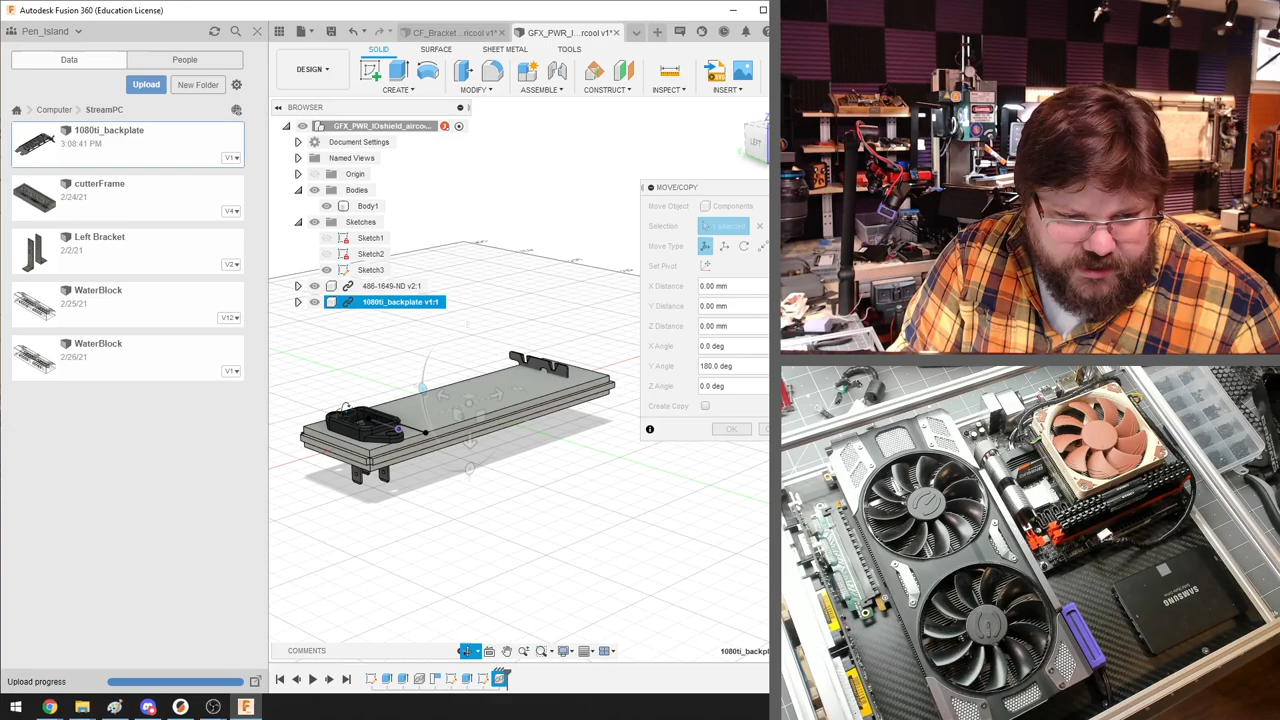 Autodesk Fusion 360 (Education License)
Pen_Island
CF_Bracket...ricool v1*
GFX_PWR_I...rcool v1*
Data
People
SOLID
SURFACE
SHEET METAL
TOOLS
Upload
New Folder
DESIGN
CREATE
MODIFY
ASSEMBLE
CONSTRUCT
INSPECT
INSERT
Computer
StreamPC
BROWSER
1080ti_backplate
3:08:41 PM
V1
GFX_PWR_IOshield_airco...
Document Settings
Named Views
Origin
Bodies
Body1
Sketches
Sketch1
Sketch2
Sketch3
486-1649-ND v2:1
1080ti_backplate v1:1
cutterFrame
2/24/21
V4
Left Bracket
2/2/21
V2
WaterBlock
2/25/21
V12
WaterBlock
2/26/21
V1
LEFT
MOVE/COPY
Move Object
Components
Selection
1 selected
Move Type
Set Pivot
X Distance
0.00 mm
Y Distance
0.00 mm
Z Distance
0.00 mm
X Angle
0.0 deg
Y Angle
180.0 deg
Z Angle
0.0 deg
Create Copy
OK
COMMENTS
1080ti_backpl
Upload progress
SAMSUNG